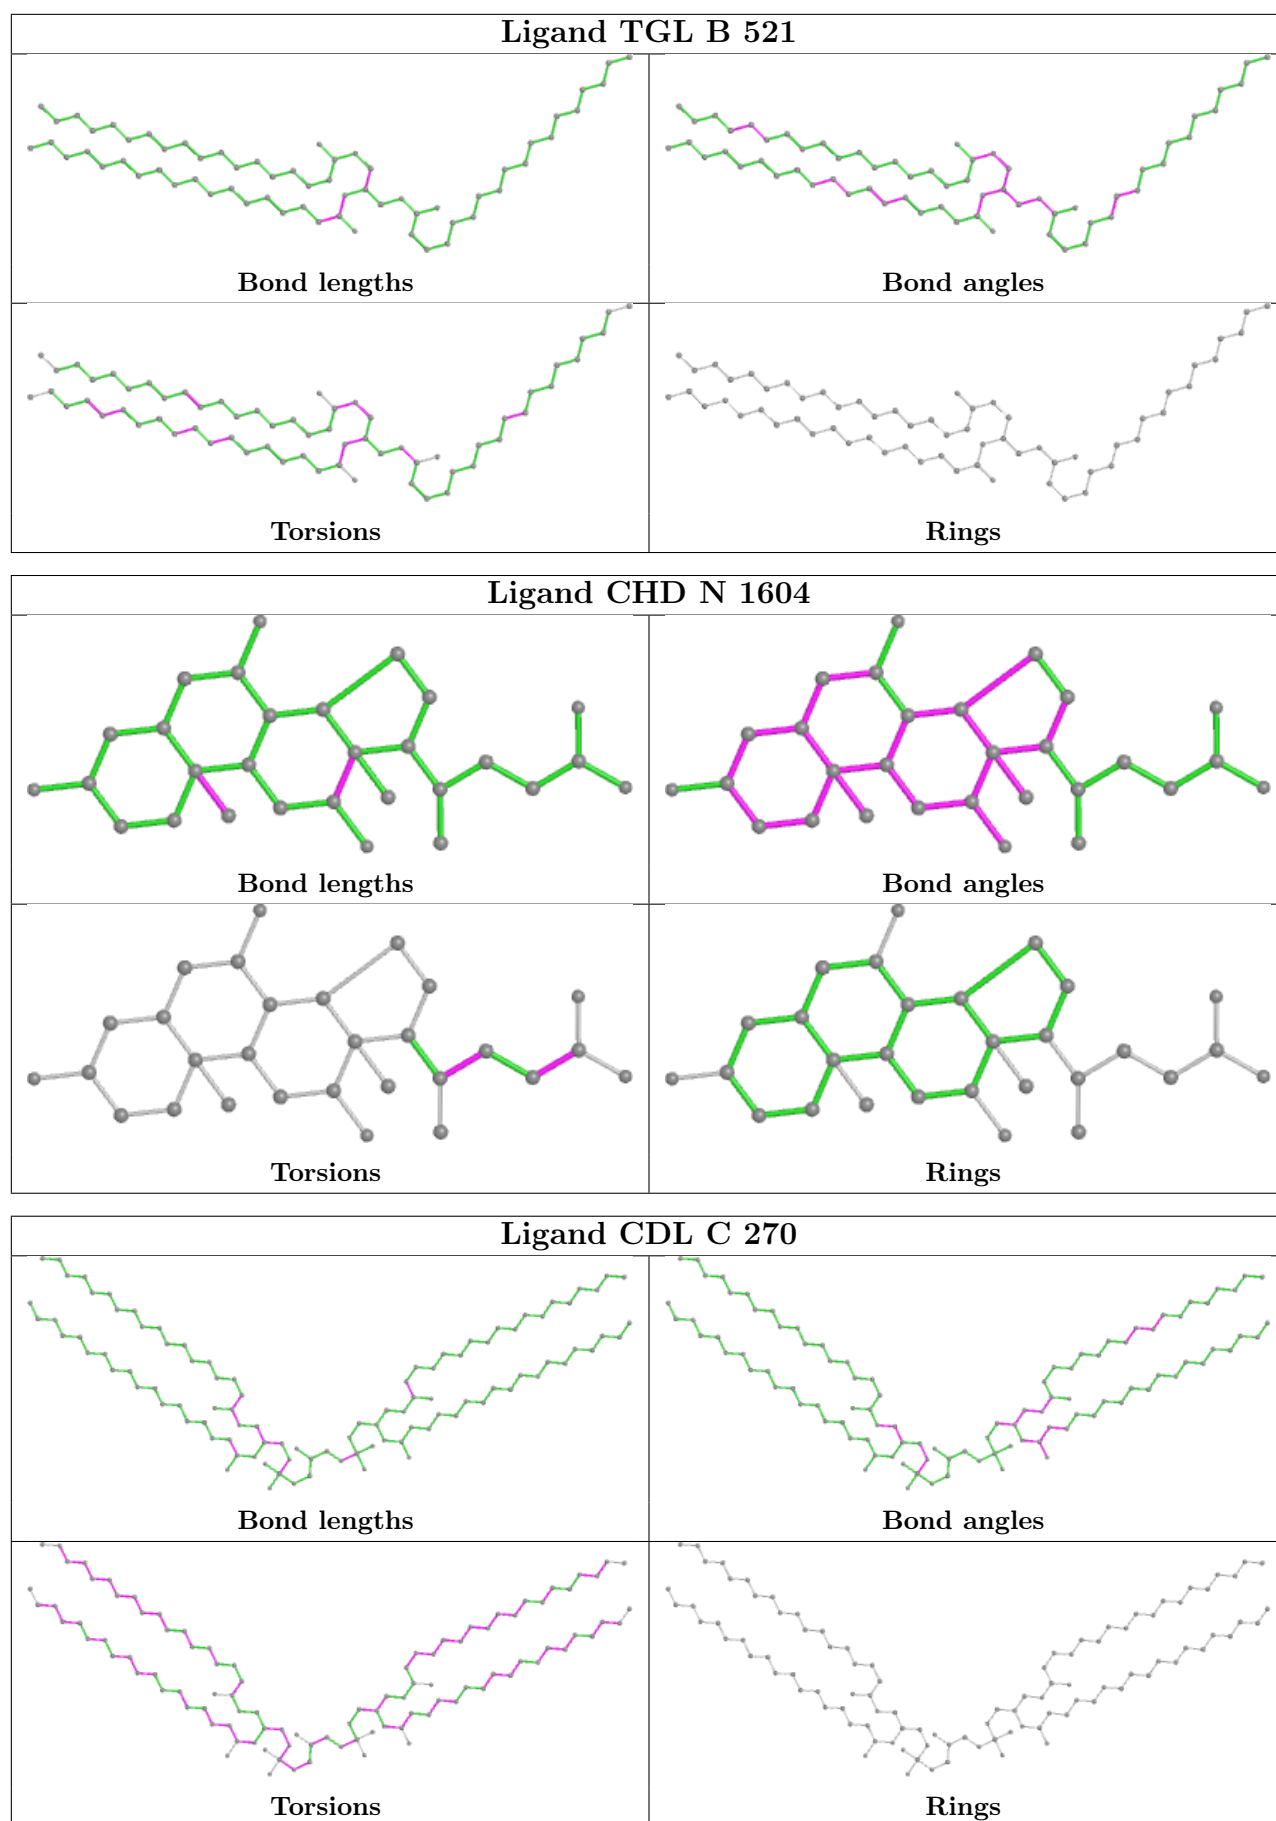 Ligand TGL B 521
Bond lengths
Bond angles
Torsions
Rings
Ligand CHD N 1604
Bond lengths
Bond angles
Torsions
Rings
Ligand CDL C 270
Bond lengths
Bond angles
Torsions
Rings